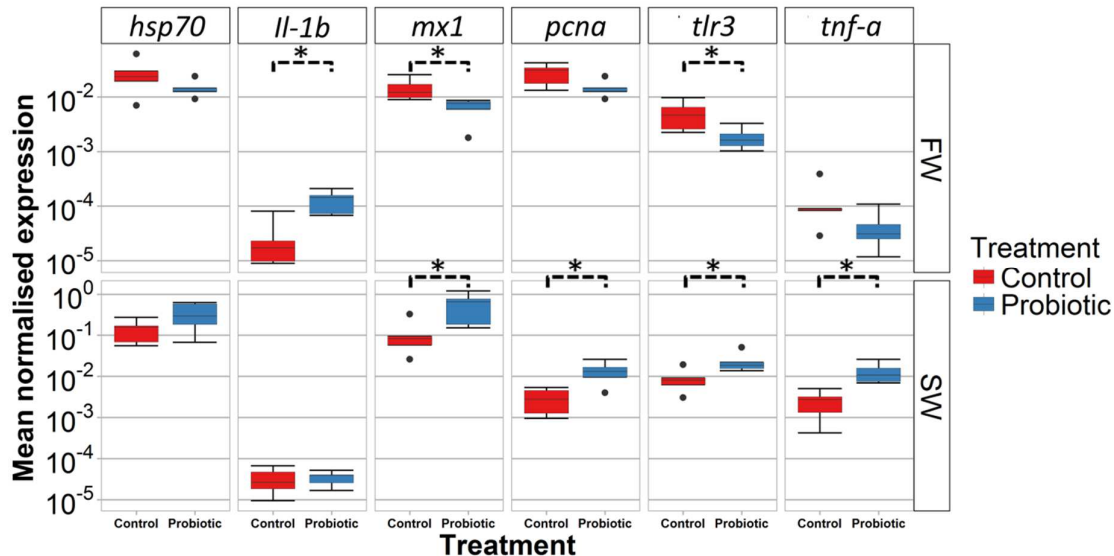 hsp70 Il-1b mx1 pcna tlr3 tnf-a
* * *
10⁻²
10⁻³
10⁻⁴
10⁻⁵
FW
* * * *
10⁰
10⁻¹
10⁻²
10⁻³
10⁻⁴
10⁻⁵
SW
Mean normalised expression
Control Probiotic Control Probiotic Control Probiotic Control Probiotic Control Probiotic Control Probiotic
Treatment
Treatment
Control
Probiotic